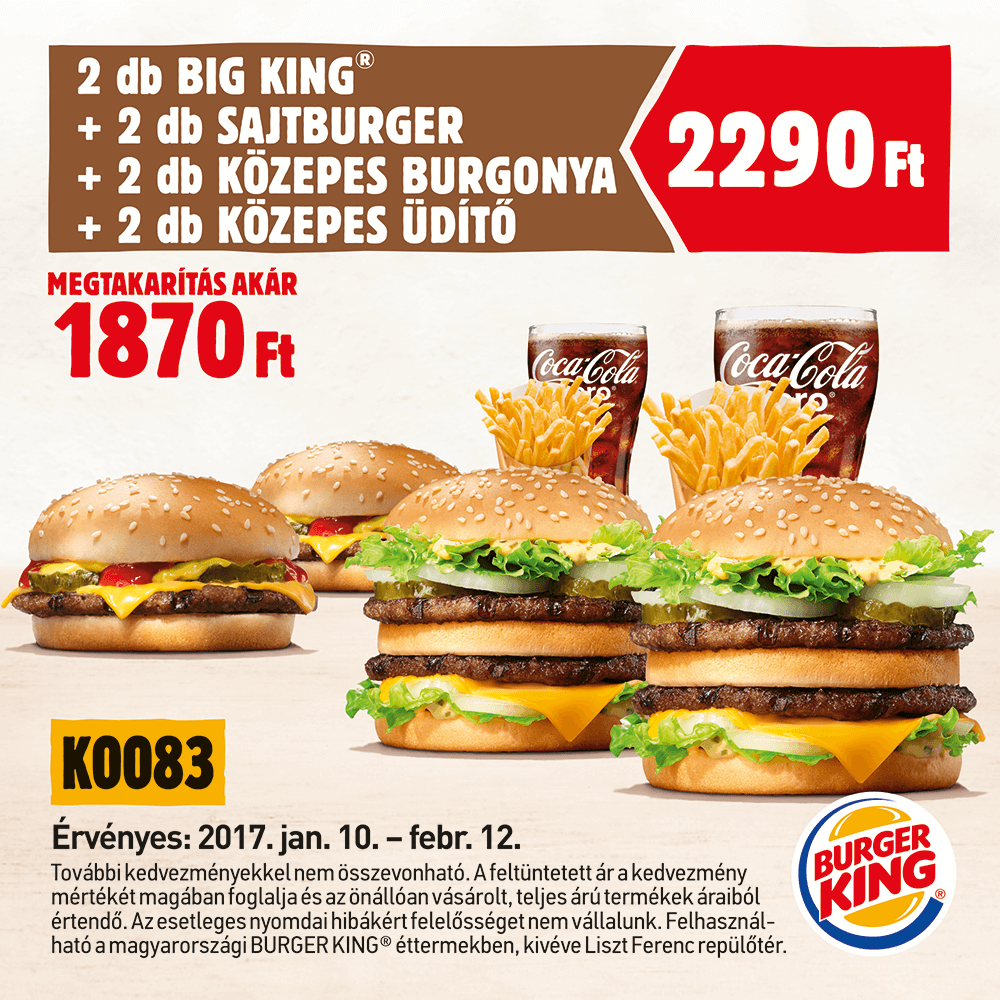 2 db BIG KING®
+ 2 db SAJTBURGER
+ 2 db KÖZEPES BURGONYA
+ 2 db KÖZEPES ÜDÍTŐ
2290 Ft
MEGTAKARÍTÁS AKÁR
1870 Ft
Coca-Cola
Coca-Cola
K0083
Érvényes: 2017. jan. 10. – febr. 12.
További kedvezményekkel nem összevonható. A feltüntetett ár a kedvezmény
mértékét magában foglalja és az önállóan vásárolt, teljes árú termékek áraiból
értendő. Az esetleges nyomdai hibákért felelősséget nem vállalunk. Felhasznál-
ható a magyarországi BURGER KING® éttermekben, kivéve Liszt Ferenc repülőtér.
BURGER
KING®